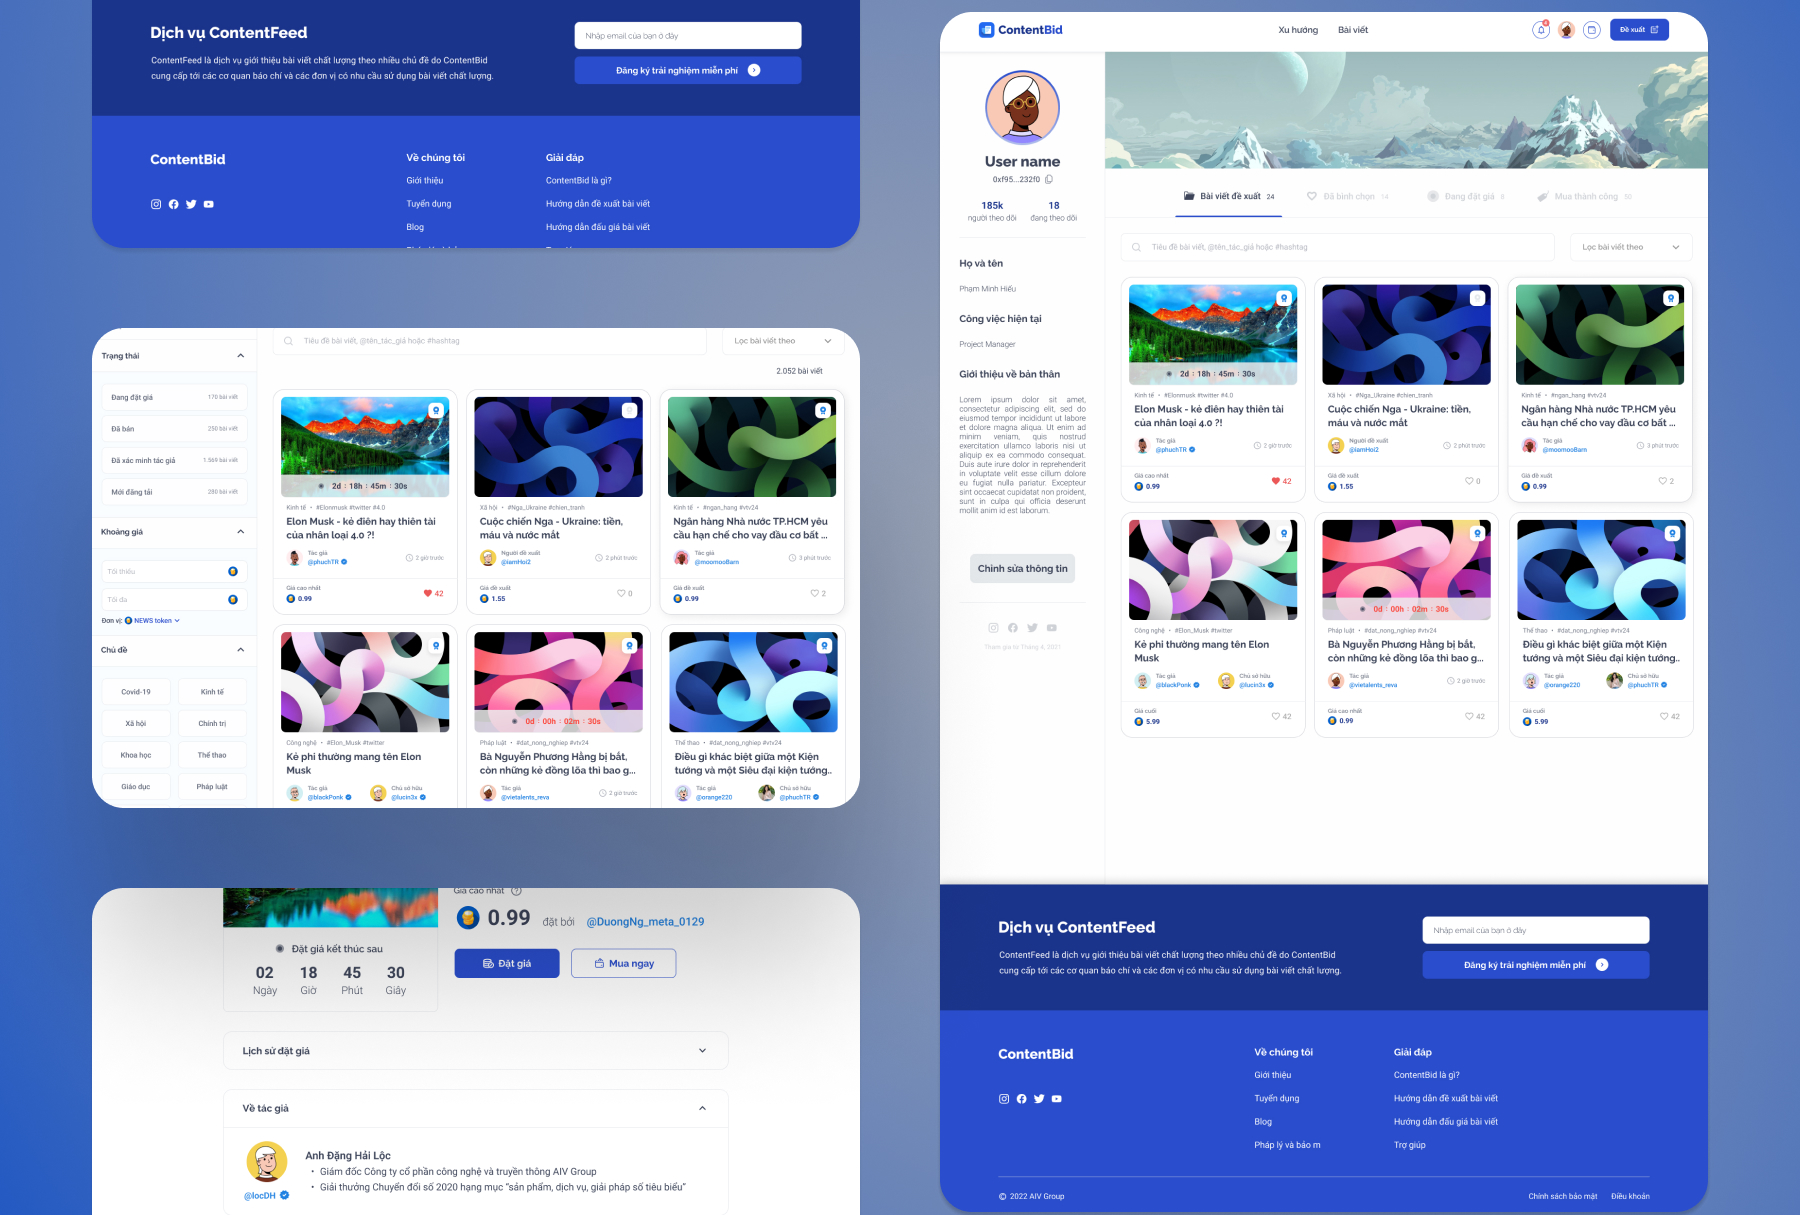 Dịch vụ ContentFeed
ContentFeed là dịch vụ giới thiệu bài viết chất lượng theo nhiều chủ đề do ContentBid
cung cấp tới các cơ quan báo chí và các đơn vị có nhu cầu sử dụng bài viết chất lượng.
Nhập email của bạn ở đây
Đăng ký trải nghiệm miễn phí
ContentBid
Về chúng tôi
Giới thiệu
Tuyển dụng
Blog
Giải đáp
ContentBid là gì?
Hướng dẫn đề xuất bài viết
Hướng dẫn đấu giá bài viết
Trạng thái
Đang đặt giá 170 bài viết
Đã bán 250 bài viết
Đã xác minh tác giả 1.569 bài viết
Mới đăng tải 280 bài viết
Khoảng giá
Tối thiểu
Tối đa
Đơn vị: NEWS token
Chủ đề
Covid-19 Kinh tế
Xã hội Chính trị
Khoa học Thể thao
Giáo dục Pháp luật
Tiêu đề bài viết, @tên_tác_giả hoặc #hashtag
Lọc bài viết theo
2.052 bài viết
2d : 18h : 45m : 30s
Kinh tế • #Elonmusk #twitter #4.0
Elon Musk - kẻ điên hay thiên tài
của nhân loại 4.0 ?!
Tác giả
@phuchTR
2 giờ trước
Giá cao nhất
0.99
42
Xã hội • #Nga_Ukraine #chien_tranh
Cuộc chiến Nga - Ukraine: tiền,
máu và nước mắt
Người đề xuất
@iamHoi2
2 phút trước
Giá đề xuất
1.55
0
Kinh tế • #ngan_hang #vtv24
Ngân hàng Nhà nước TP.HCM yêu
cầu hạn chế cho vay đầu cơ bất ...
Tác giả
@moomooBarn
3 phút trước
Giá đề xuất
0.99
2
Công nghệ • #Elon_Musk #twitter
Kẻ phi thường mang tên Elon
Musk
Tác giả
@blackPonk
Chủ sở hữu
@lucin3x
0d : 00h : 02m : 30s
Pháp luật • #dat_nong_nghiep #vtv24
Bà Nguyễn Phương Hằng bị bắt,
còn những kẻ đồng lõa thì bao g...
Tác giả
@vietalents_reva
2 giờ trước
Thể thao • #dat_nong_nghiep #vtv24
Điều gì khác biệt giữa một Kiện
tướng và một Siêu đại kiện tướng..
Tác giả
@orange220
Chủ sở hữu
@phuchTR
Giá cao nhất
0.99 đặt bởi @DuongNg_meta_0129
Đặt giá
Mua ngay
Đặt giá kết thúc sau
02 18 45 30
Ngày Giờ Phút Giây
Lịch sử đặt giá
Về tác giả
Anh Đặng Hải Lộc
• Giám đốc Công ty cổ phần công nghệ và truyền thông AIV Group
• Giải thưởng Chuyển đổi số 2020 hạng mục “sản phẩm, dịch vụ, giải pháp số tiêu biểu”
@locDH
ContentBid
Xu hướng
Bài viết
Đề xuất
User name
0xf95...232f0
185k
người theo dõi
18
đang theo dõi
Họ và tên
Phạm Minh Hiếu
Công việc hiện tại
Project Manager
Giới thiệu về bản thân
Lorem ipsum dolor sit amet,
consectetur adipiscing elit, sed do
eiusmod tempor incididunt ut labore
et dolore magna aliqua. Ut enim ad
minim veniam, quis nostrud
exercitation ullamco laboris nisi ut
aliquip ex ea commodo consequat.
Duis aute irure dolor in reprehenderit
in voluptate velit esse cillum dolore
eu fugiat nulla pariatur. Excepteur
sint occaecat cupidatat non proident,
sunt in culpa qui officia deserunt
mollit anim id est laborum.
Chỉnh sửa thông tin
Tham gia từ Tháng 4, 2021
Bài viết đề xuất 24
Đã bình chọn 14
Đang đặt giá 8
Mua thành công 50
Tiêu đề bài viết, @tên_tác_giả hoặc #hashtag
Lọc bài viết theo
2d : 18h : 45m : 30s
Kinh tế • #Elonmusk #twitter #4.0
Elon Musk - kẻ điên hay thiên tài
của nhân loại 4.0 ?!
Tác giả
@phuchTR
2 giờ trước
Giá cao nhất
0.99
42
Xã hội • #Nga_Ukraine #chien_tranh
Cuộc chiến Nga - Ukraine: tiền,
máu và nước mắt
Người đề xuất
@iamHoi2
2 phút trước
Giá đề xuất
1.55
0
Kinh tế • #ngan_hang #vtv24
Ngân hàng Nhà nước TP.HCM yêu
cầu hạn chế cho vay đầu cơ bất ...
Tác giả
@moomooBarn
3 phút trước
Giá đề xuất
0.99
2
Công nghệ • #Elon_Musk #twitter
Kẻ phi thường mang tên Elon
Musk
Tác giả
@blackPonk
Chủ sở hữu
@lucin3x
Giá cuối
5.99
42
0d : 00h : 02m : 30s
Pháp luật • #dat_nong_nghiep #vtv24
Bà Nguyễn Phương Hằng bị bắt,
còn những kẻ đồng lõa thì bao g...
Tác giả
@vietalents_reva
2 giờ trước
Giá cao nhất
0.99
42
Thể thao • #dat_nong_nghiep #vtv24
Điều gì khác biệt giữa một Kiện
tướng và một Siêu đại kiện tướng..
Tác giả
@orange220
Chủ sở hữu
@phuchTR
Giá cuối
5.99
42
Dịch vụ ContentFeed
ContentFeed là dịch vụ giới thiệu bài viết chất lượng theo nhiều chủ đề do ContentBid
cung cấp tới các cơ quan báo chí và các đơn vị có nhu cầu sử dụng bài viết chất lượng.
Nhập email của bạn ở đây
Đăng ký trải nghiệm miễn phí
ContentBid
Về chúng tôi
Giới thiệu
Tuyển dụng
Blog
Pháp lý và bảo m
Giải đáp
ContentBid là gì?
Hướng dẫn đề xuất bài viết
Hướng dẫn đấu giá bài viết
Trợ giúp
© 2022 AIV Group
Chính sách bảo mật
Điều khoản